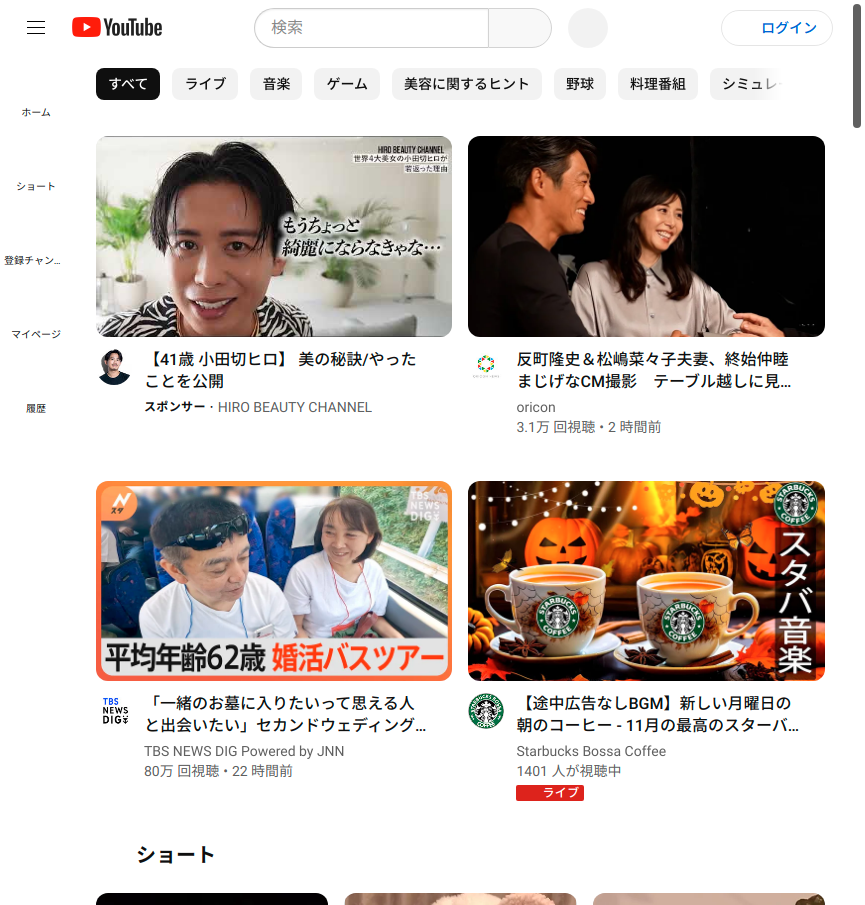 YouTube
検索
ログイン
すべて
ライブ
音楽
ゲーム
美容に関するヒント
野球
料理番組
シミュレ
ホーム
ショート
登録チャン...
マイページ
履歴
HIRO BEAUTY CHANNEL
世界4大美女の小田切ヒロが
若返った理由
もうちょっと
綺麗にならなきゃな…
【41歳 小田切ヒロ】 美の秘訣/やった
ことを公開
スポンサー・HIRO BEAUTY CHANNEL
反町隆史＆松嶋菜々子夫妻、終始仲睦
まじげなCM撮影　テーブル越しに見...
oricon
3.1万 回視聴 • 2 時間前
スタ
TBS
NEWS
DIG
平均年齢62歳 婚活バスツアー
STARBUCKS
COFFEE
スタバ音楽
STARBUCKS
COFFEE
STARBUCKS
COFFEE
TBS
NEWS
DIG
「一緒のお墓に入りたいって思える人
と出会いたい」セカンドウェディング...
TBS NEWS DIG Powered by JNN
80万 回視聴 • 22 時間前
【途中広告なしBGM】新しい月曜日の
朝のコーヒー - 11月の最高のスターバ...
Starbucks Bossa Coffee
1401 人が視聴中
ライブ
ショート